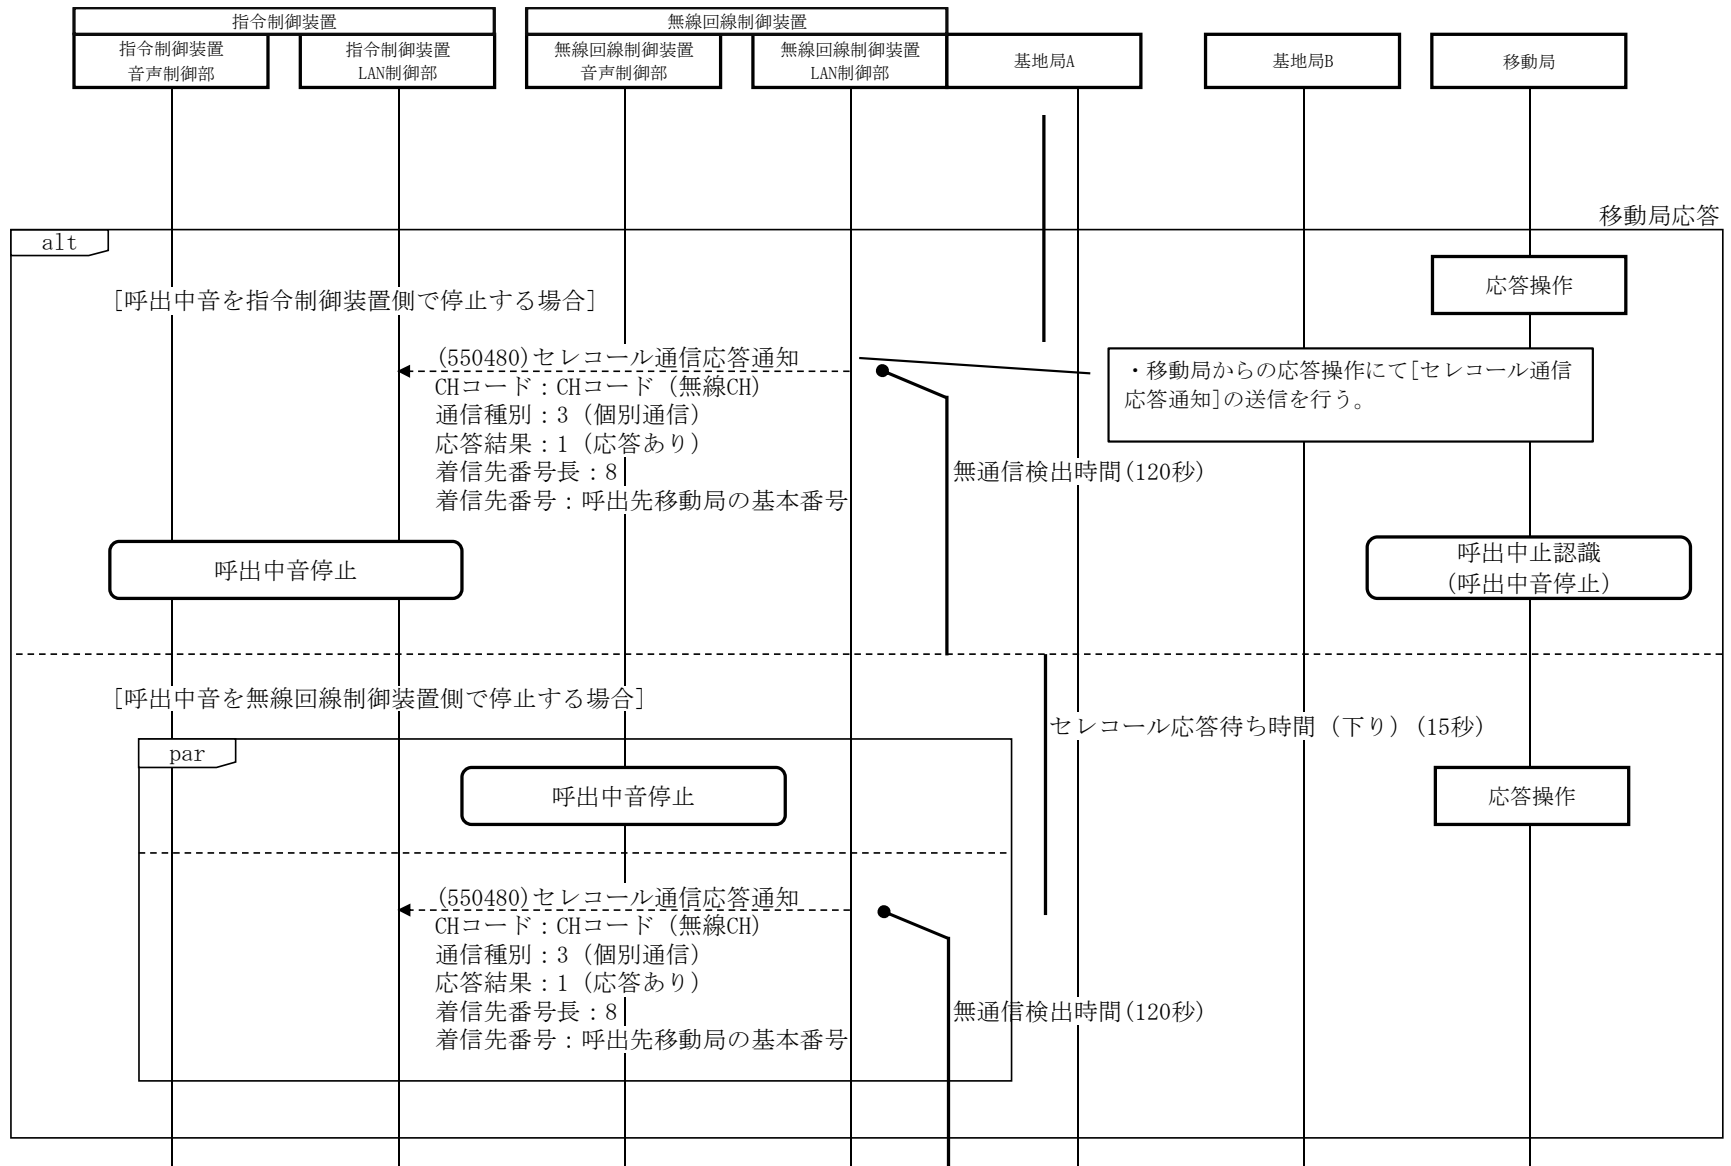 指令制御装置
無線回線制御装置
指令制御装置
音声制御部
指令制御装置
LAN制御部
無線回線制御装置
音声制御部
無線回線制御装置
LAN制御部
基地局A
基地局B
移動局
移動局応答
alt
応答操作
[呼出中音を指令制御装置側で停止する場合]
(550480)セレコール通信応答通知
CHコード：CHコード（無線CH）
通信種別：3（個別通信）
応答結果：1（応答あり）
着信先番号長：8
着信先番号：呼出先移動局の基本番号
・移動局からの応答操作にて[セレコール通信
応答通知]の送信を行う。
無通信検出時間(120秒)
呼出中音停止
呼出中止認識
（呼出中音停止）
[呼出中音を無線回線制御装置側で停止する場合]
セレコール応答待ち時間（下り）(15秒)
par
呼出中音停止
応答操作
(550480)セレコール通信応答通知
CHコード：CHコード（無線CH）
通信種別：3（個別通信）
応答結果：1（応答あり）
着信先番号長：8
着信先番号：呼出先移動局の基本番号
無通信検出時間(120秒)